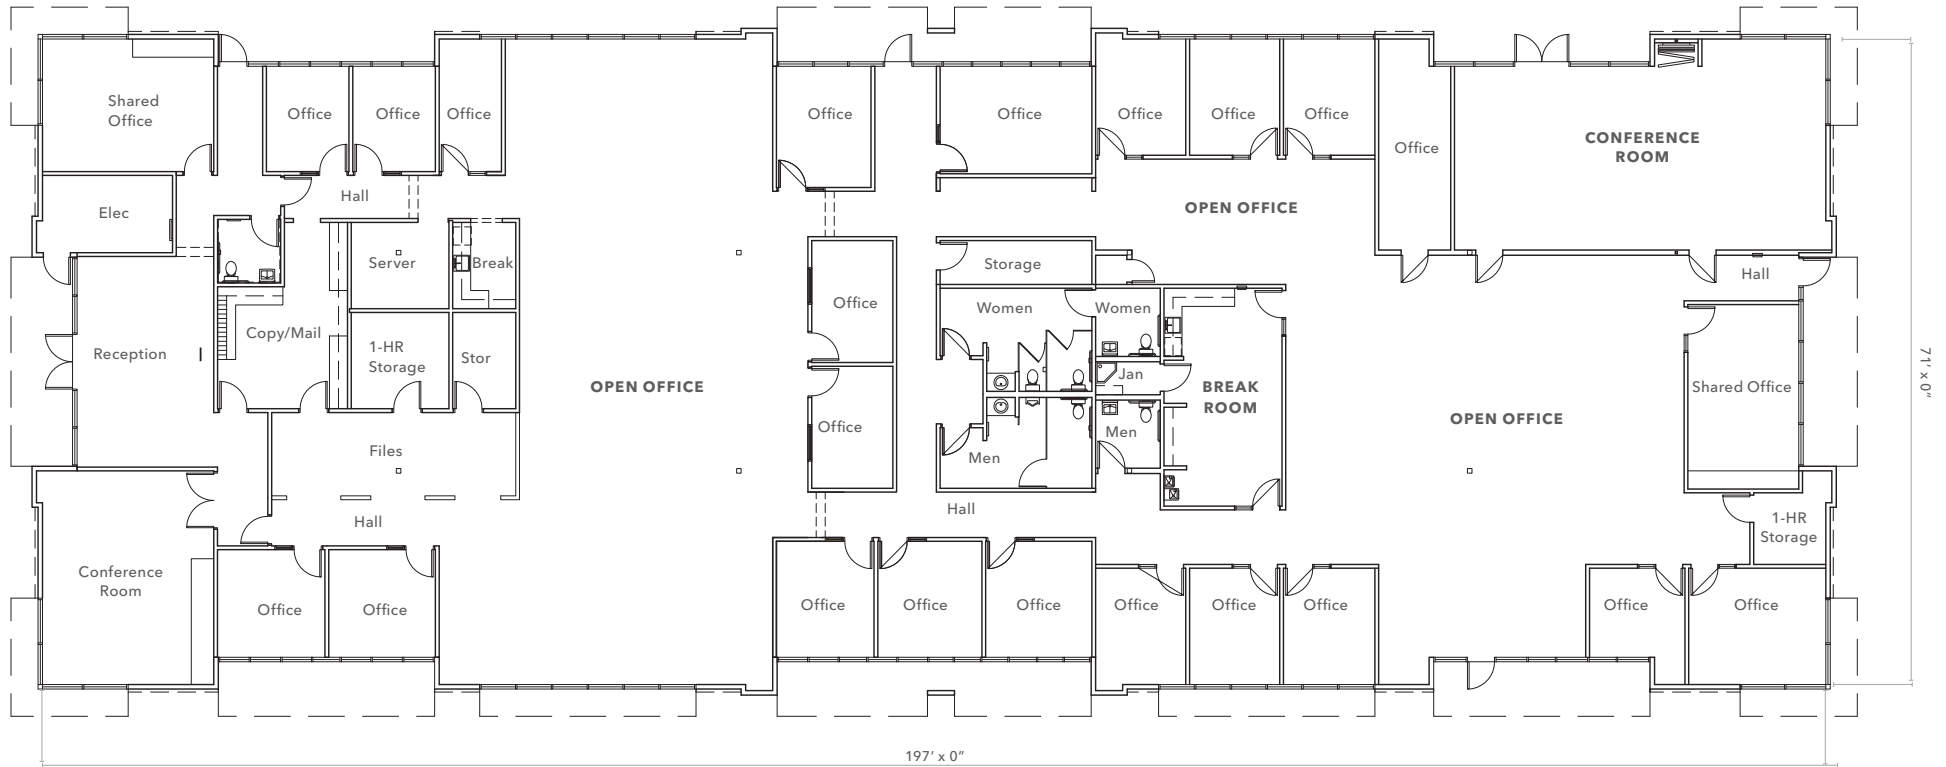 Shared
Office
Office
Office
Office
Office
Office
Office
Office
Office
Office
CONFERENCE
ROOM
Elec
Hall
OPEN OFFICE
Server
Break
Storage
Hall
Office
Women
Women
Reception
Copy/Mail
1-HR
Storage
Stor
Jan
OPEN OFFICE
BREAK
ROOM
Shared Office
71' x 0"
Office
OPEN OFFICE
Men
Files
Men
Hall
Hall
1-HR
Storage
Conference
Room
Office
Office
Office
Office
Office
Office
Office
Office
Office
Office
197' x 0"